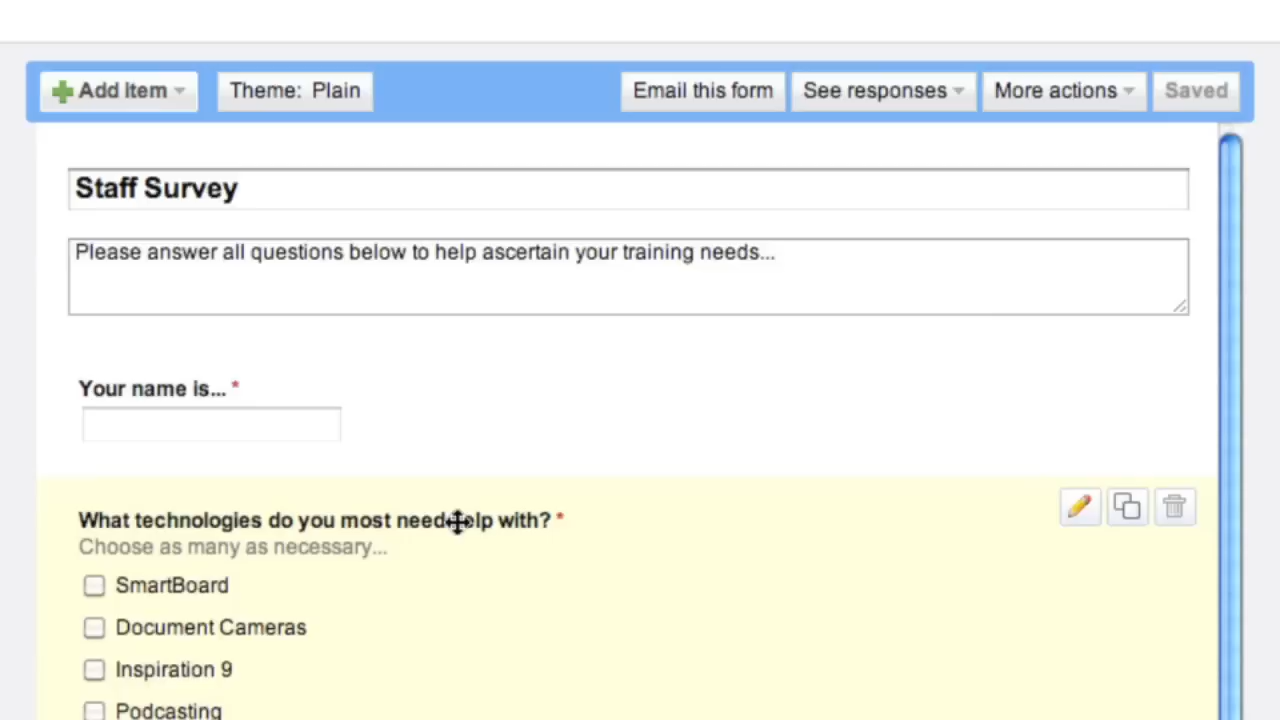 Add item
Theme: Plain
Email this form
See responses
More actions
Saved
Staff Survey
Please answer all questions below to help ascertain your training needs...
Your name is... *
What technologies do you most need help with? *
Choose as many as necessary...
SmartBoard
Document Cameras
Inspiration 9
Podcasting